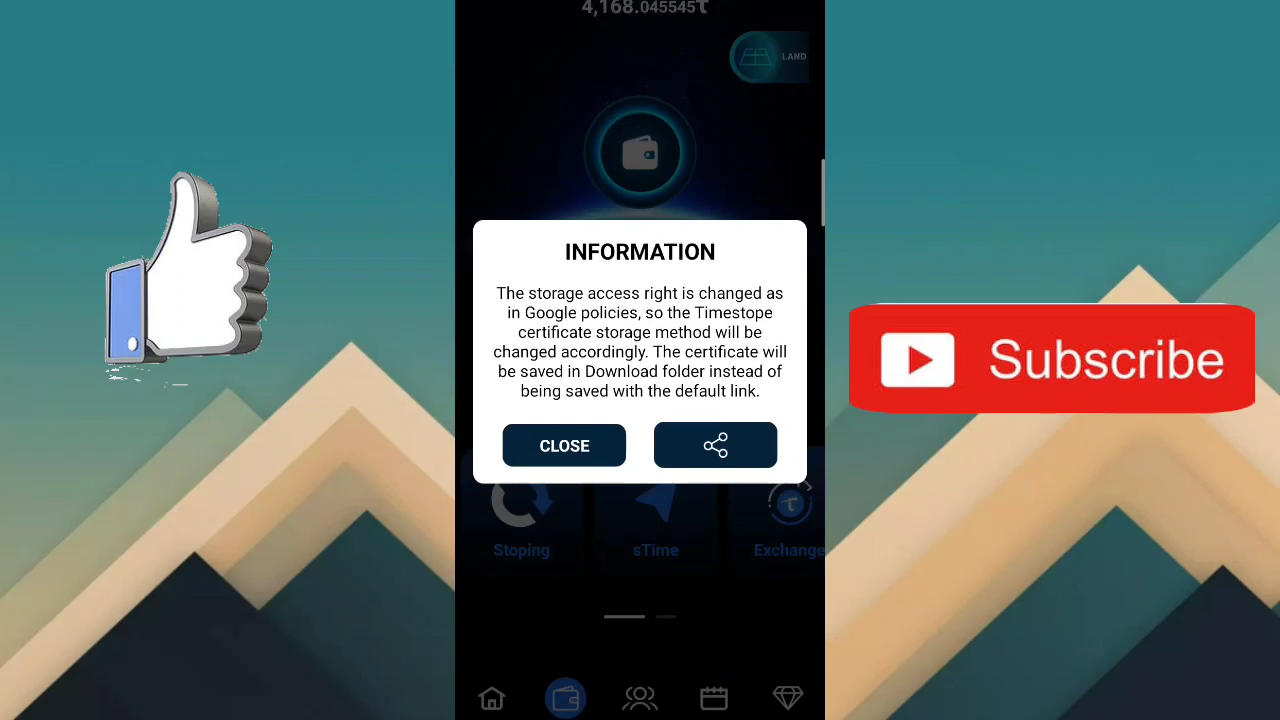 4,168.045545τ
LAND
INFORMATION
The storage access right is changed as
in Google policies, so the Timestope
certificate storage method will be
changed accordingly. The certificate will
be saved in Download folder instead of
being saved with the default link.
CLOSE
Subscribe
Stoping
sTime
Exchange